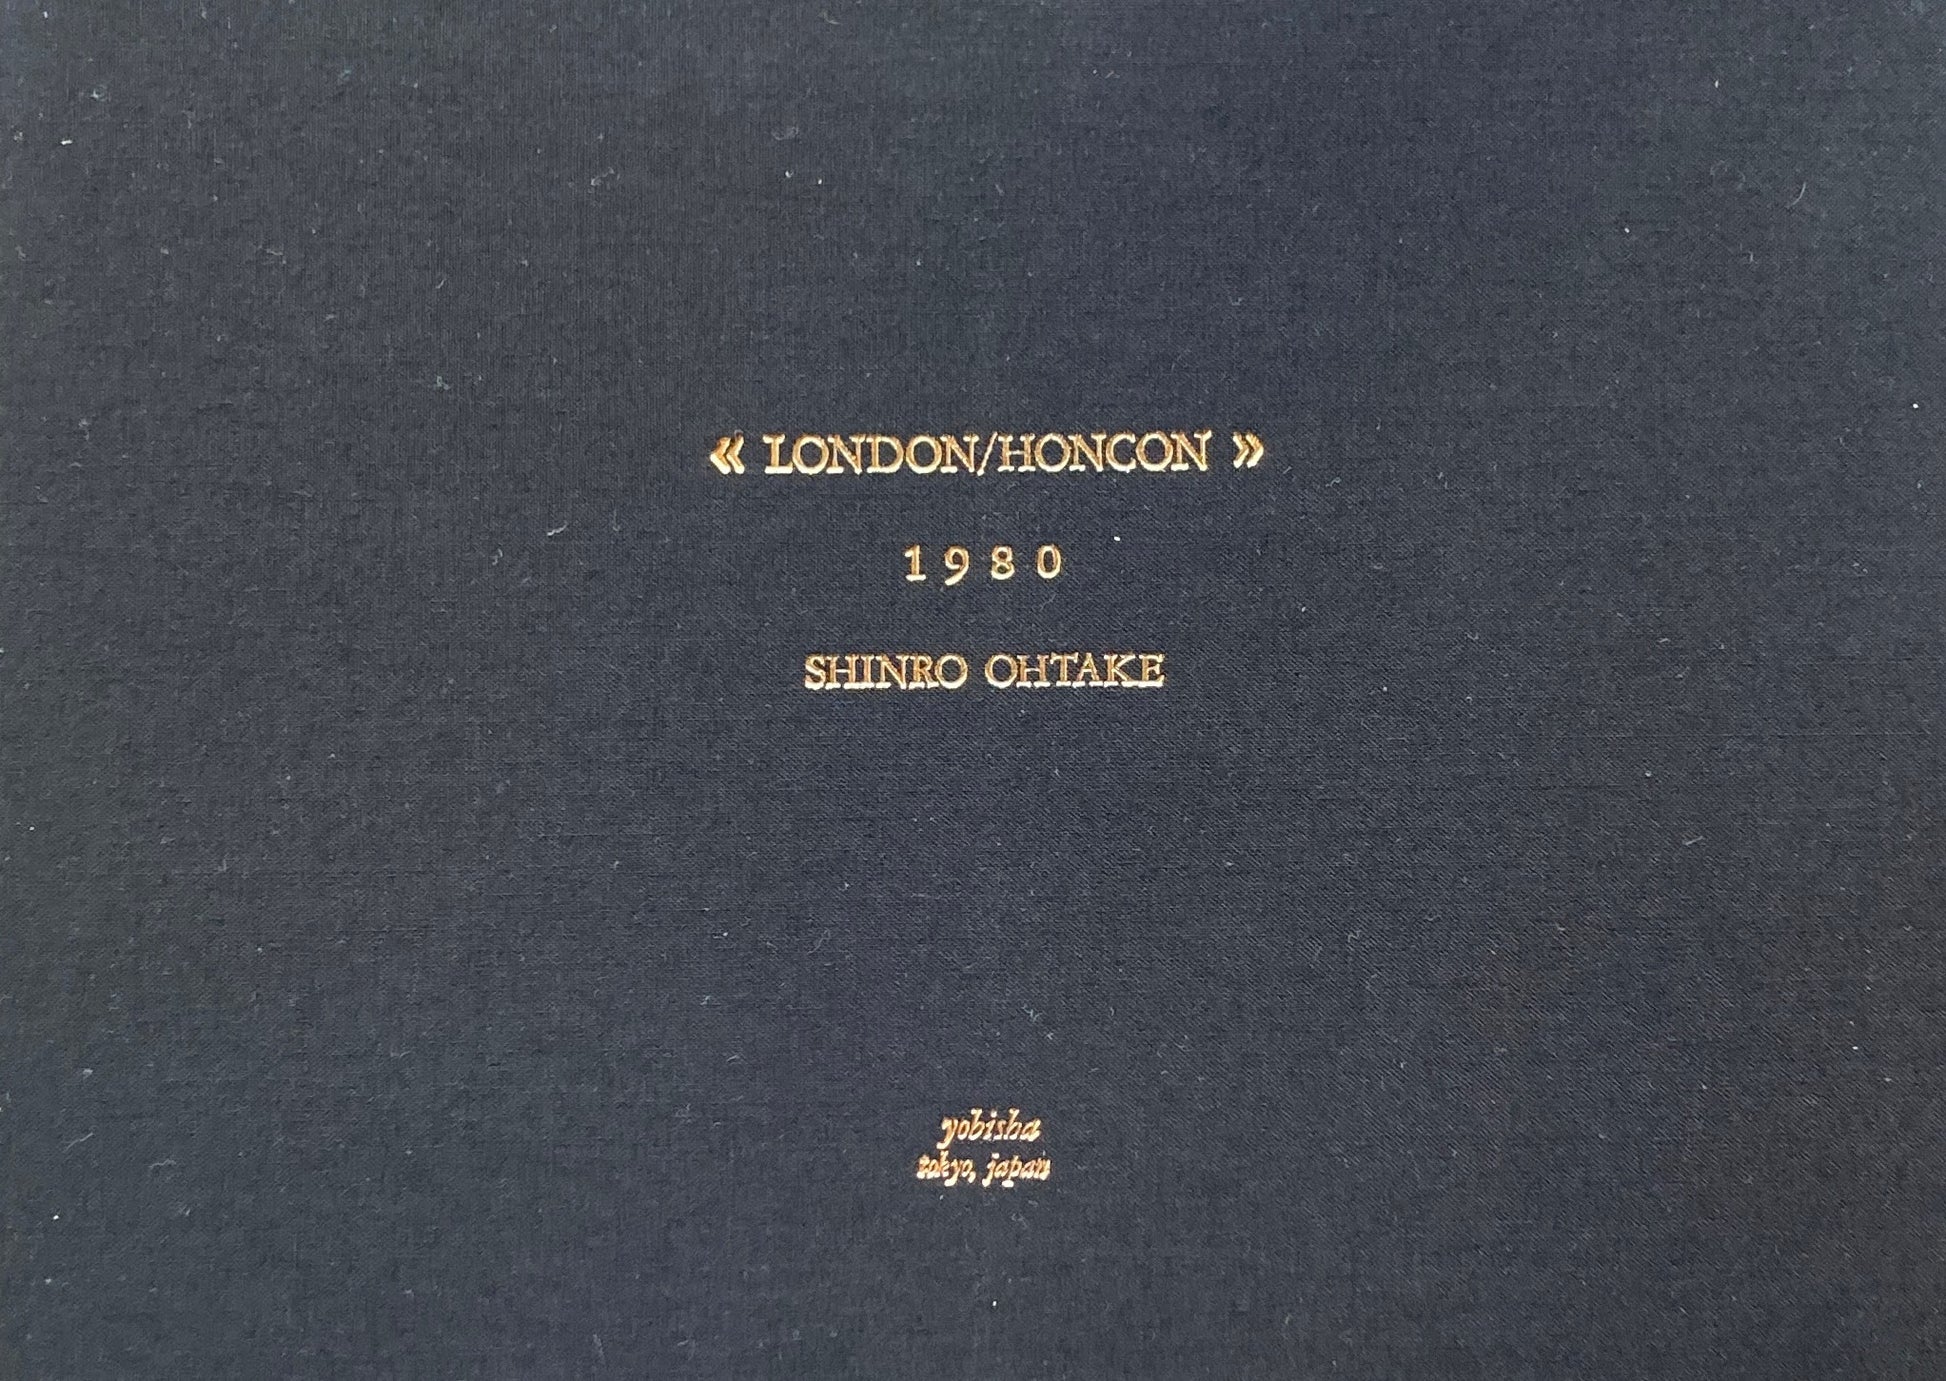 « LONDON/HONCON »
1980
SHINRO OHTAKE
yobisha
tokyo, japan